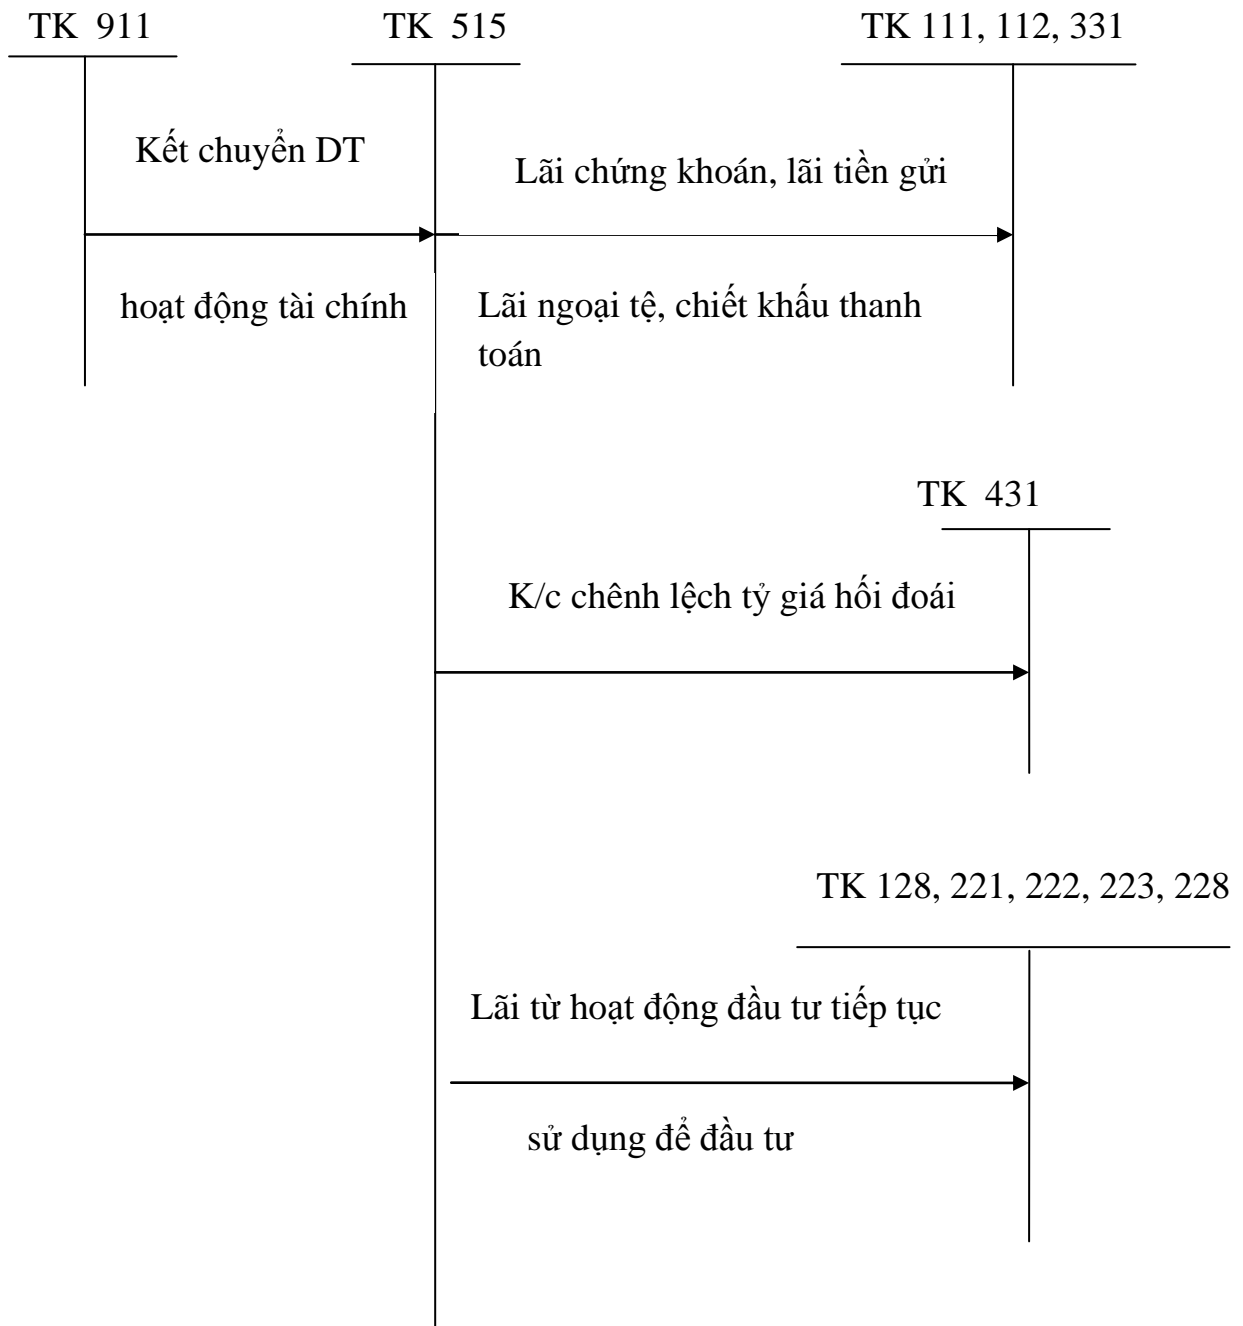 TK 911
TK 515
TK 111, 112, 331
Kết chuyển DT
Lãi chứng khoán, lãi tiền gửi
hoạt động tài chính
Lãi ngoại tệ, chiết khấu thanh
toán
TK 431
K/c chênh lệch tỷ giá hối đoái
TK 128, 221, 222, 223, 228
Lãi từ hoạt động đầu tư tiếp tục
sử dụng để đầu tư